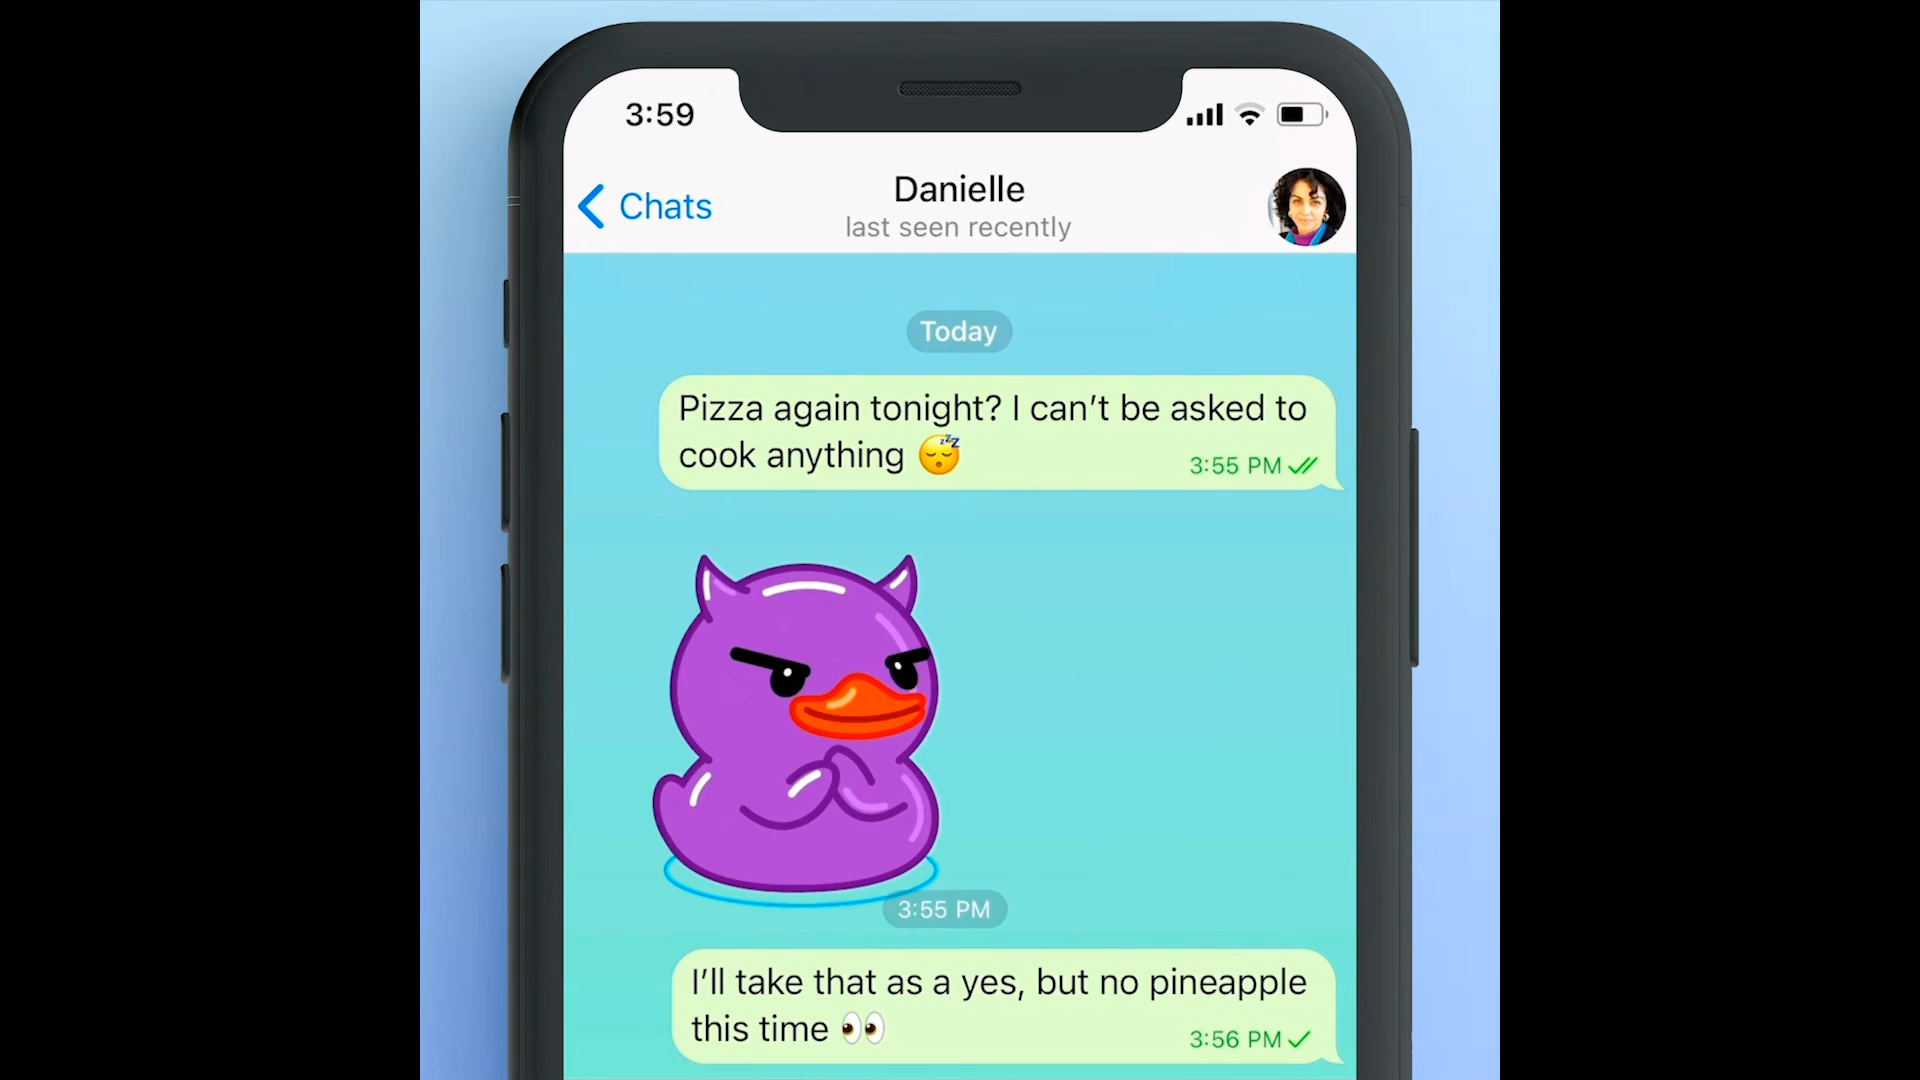 3:59
Chats
Danielle
last seen recently
Today
Pizza again tonight? I can’t be asked to
cook anything 😴
3:55 PM
3:55 PM
I’ll take that as a yes, but no pineapple
this time 👀
3:56 PM